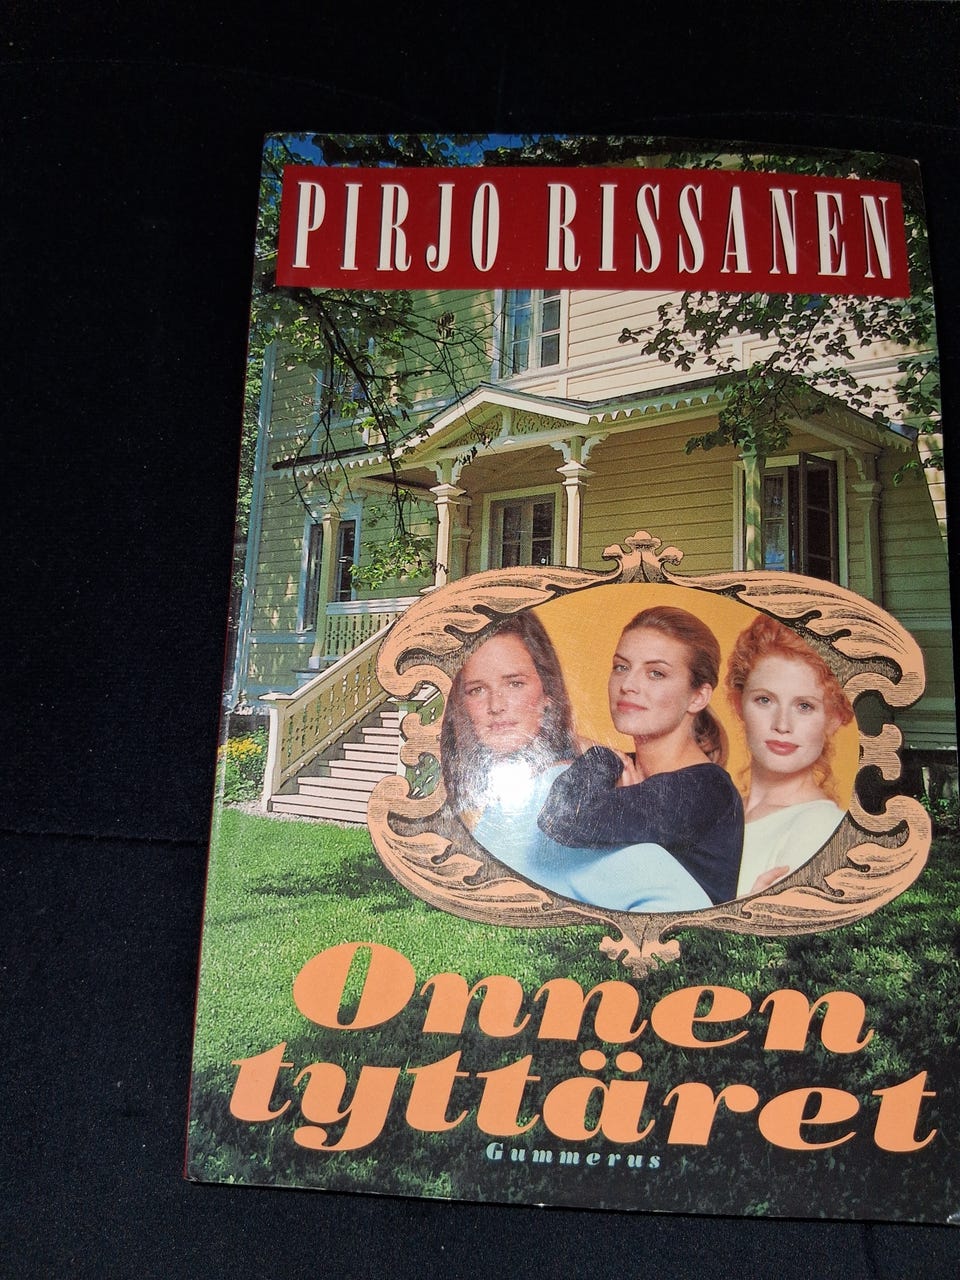 PIRJO RISSANEN
Onnen
tyttäret
Gummerus